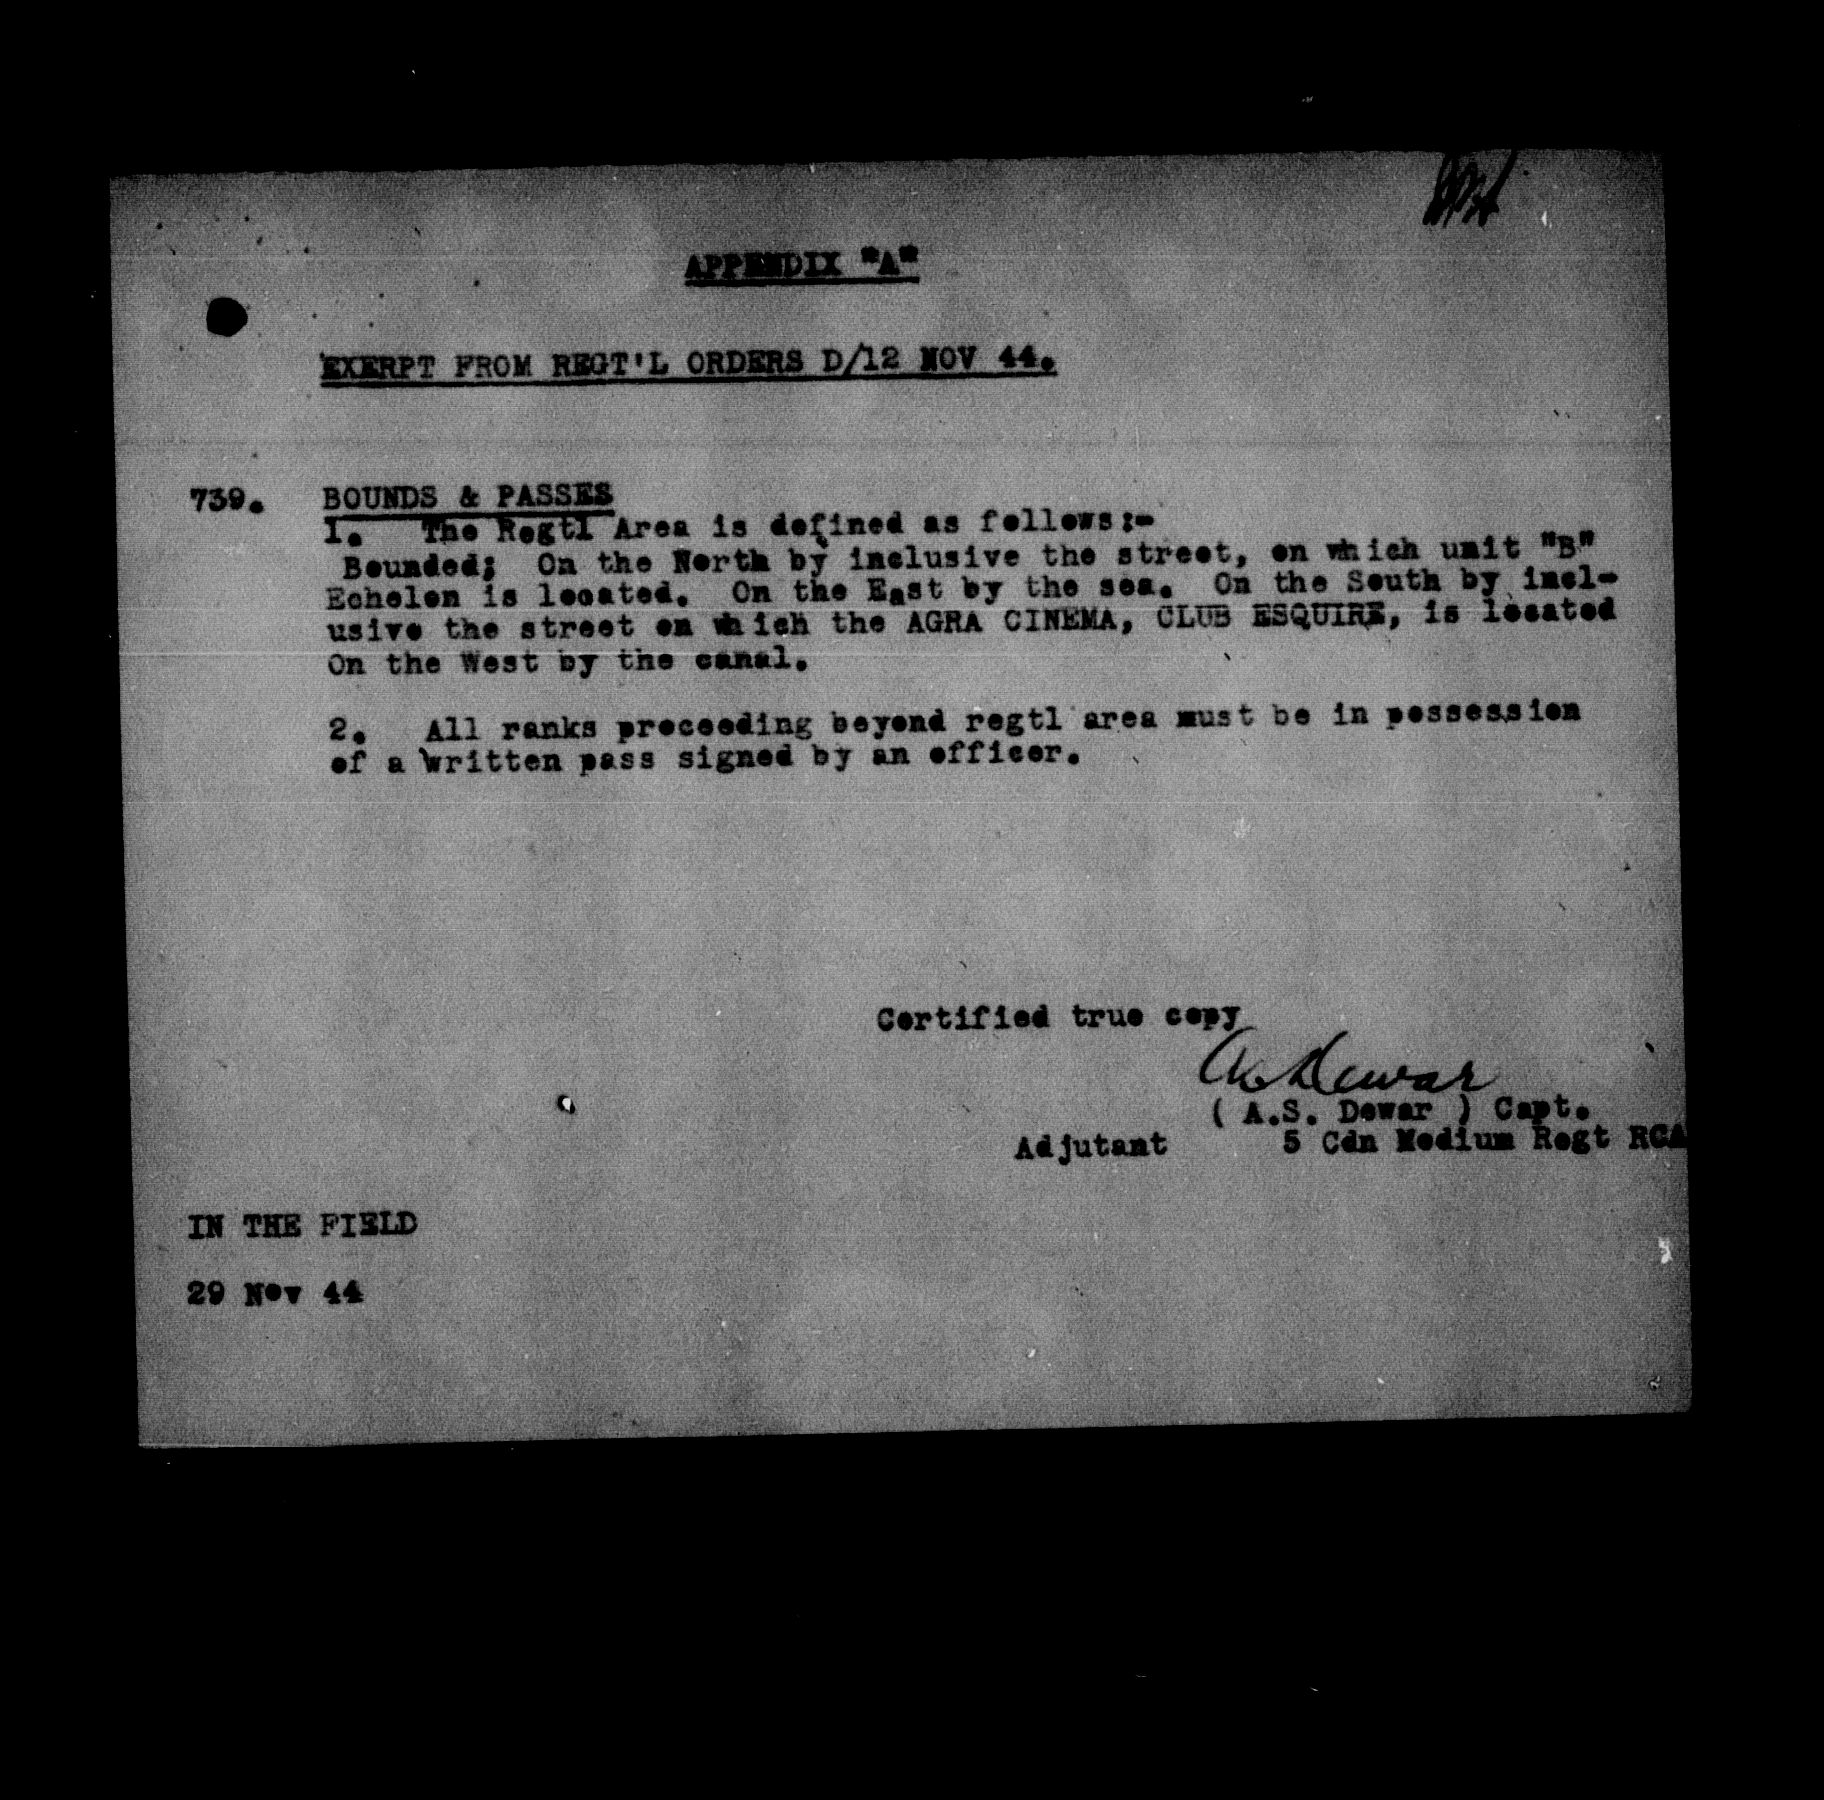 APPENDIX "A"
EXERPT FROM REGT'L ORDERS D/12 NOV 44.
739. BOUNDS & PASSES
1. The Regtl Area is defined as follows:-
Bounded; On the North by inclusive the street, on which unit "B"
Echelon is located. On the East by the sea. On the South by incl-
usive the street on which the AGRA CINEMA, CLUB ESQUIRE, is located
On the West by the canal.
2. All ranks proceeding beyond regtl area must be in possession
of a written pass signed by an officer.
Certified true copy
A.S. Dewar
( A.S. Dewar ) Capt.
Adjutant 5 Cdn Medium Regt RCA
IN THE FIELD
29 Nov 44